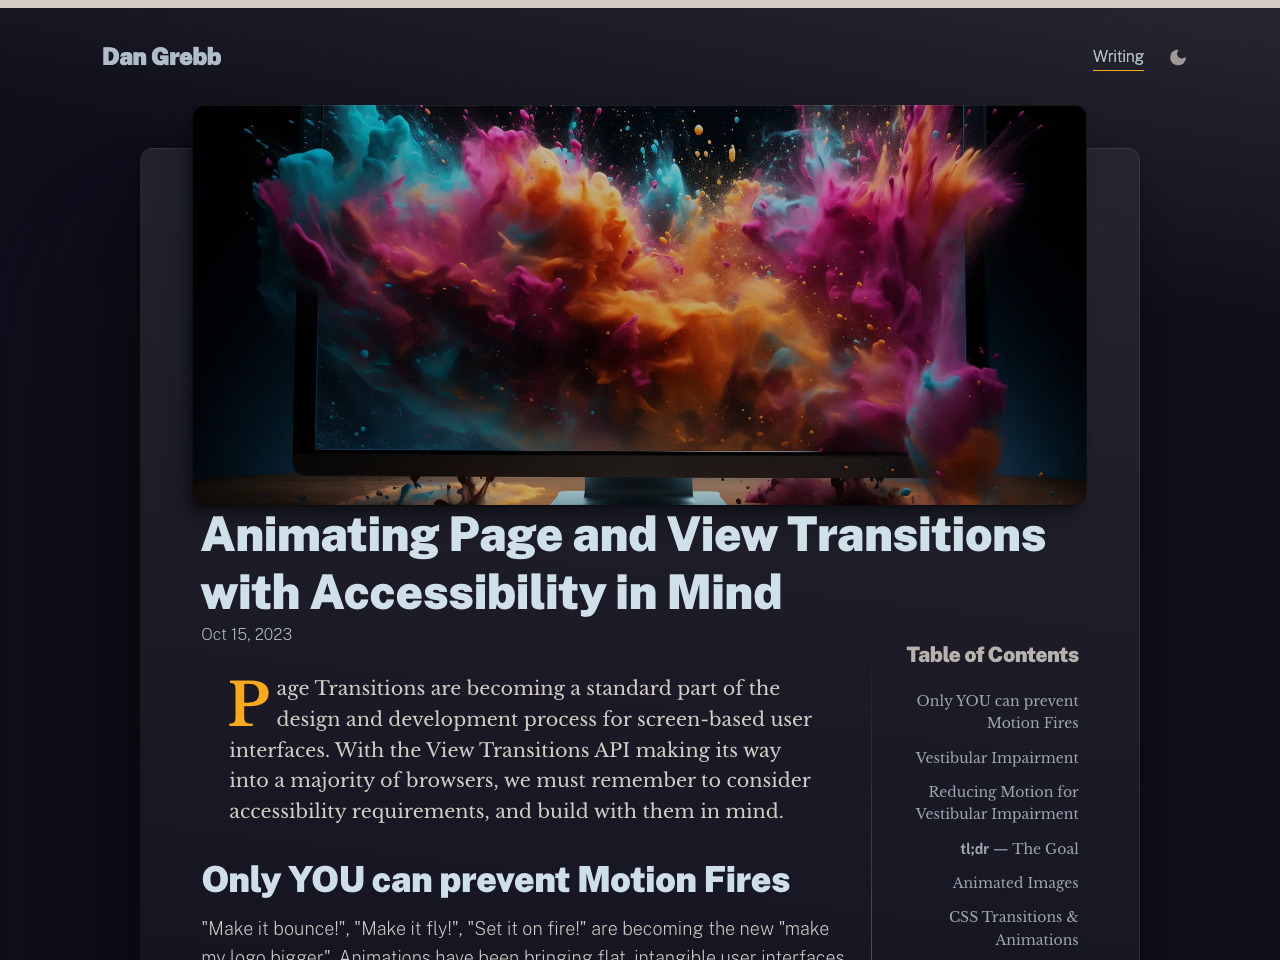 Dan Grebb
Writing
Animating Page and View Transitions
with Accessibility in Mind
Oct 15, 2023
Page Transitions are becoming a standard part of the
design and development process for screen-based user
interfaces. With the View Transitions API making its way
into a majority of browsers, we must remember to consider
accessibility requirements, and build with them in mind.
Only YOU can prevent Motion Fires
"Make it bounce!", "Make it fly!", "Set it on fire!" are becoming the new "make
my logo bigger". Animations have been bringing flat, intangible user interfaces
Table of Contents
Only YOU can prevent
Motion Fires
Vestibular Impairment
Reducing Motion for
Vestibular Impairment
tl;dr — The Goal
Animated Images
CSS Transitions &
Animations